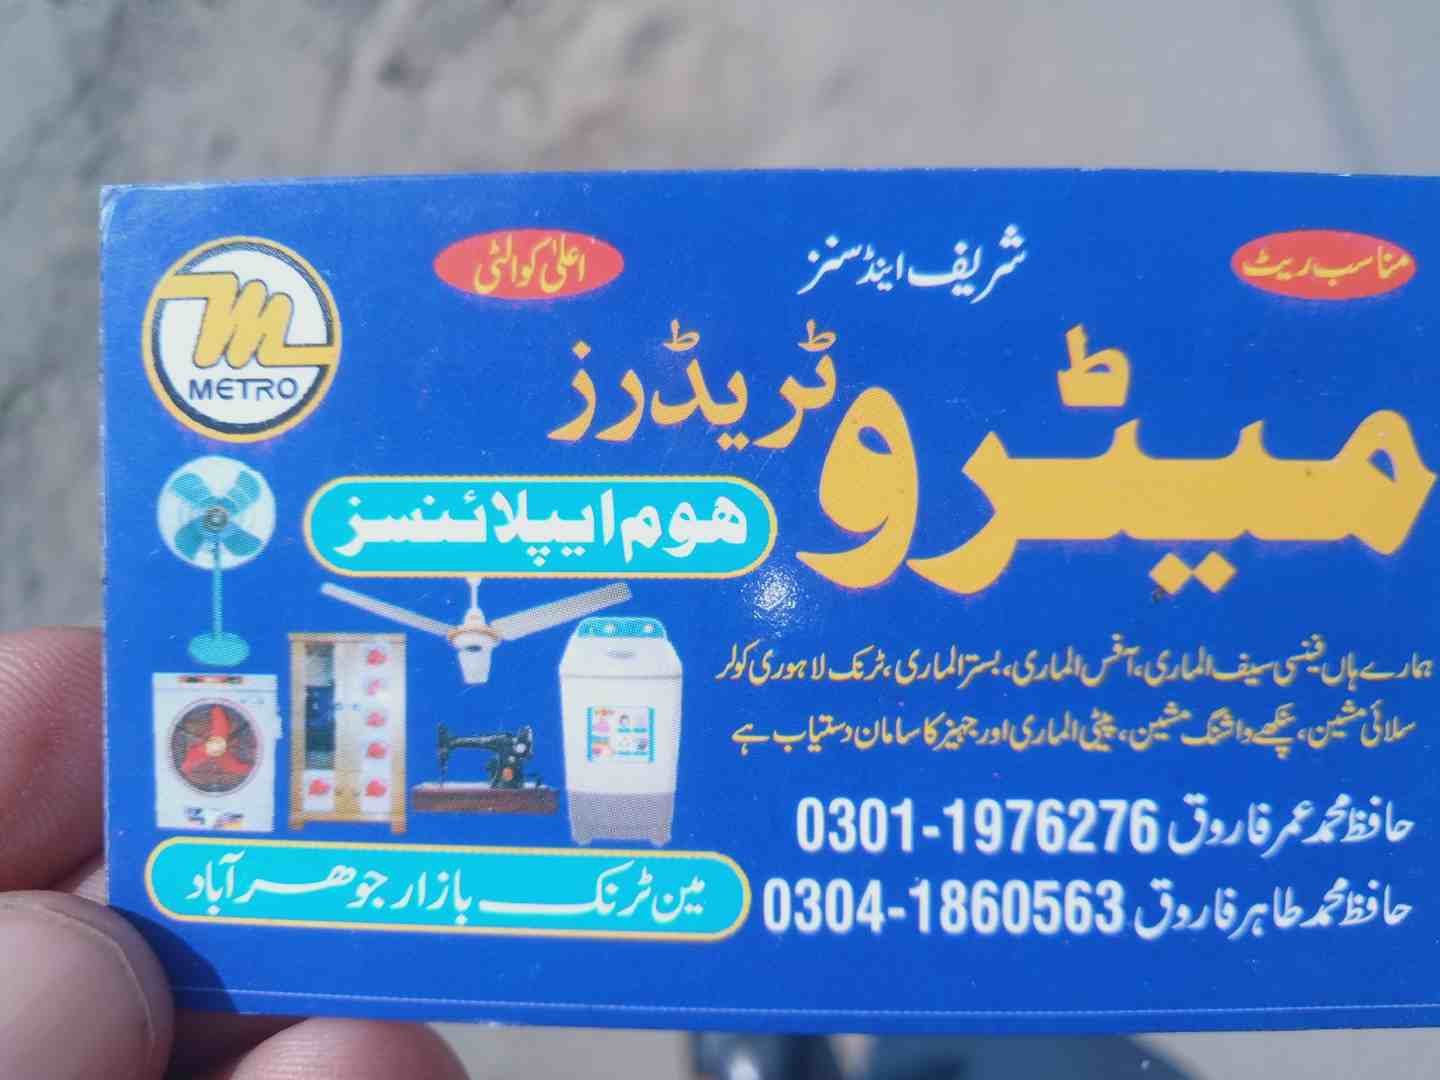 مناسب ریٹ
شریف اینڈ سنز
اعلیٰ کوالٹی
METRO
میٹرو ٹریڈرز
ھوم ایپلائنسز
ہمارے ہاں فینسی سیف الماری، آفس الماری، بستر الماری، ٹرنک لاہوری کولر
سلائی مشین، پنکھے واشنگ مشین، پیٹی الماری اور جہیز کا سامان دستیاب ہے
حافظ محمد عمر فاروق 0301-1976276
حافظ محمد طاہر فاروق 0304-1860563
مین ٹرنک بازار جوھر آباد